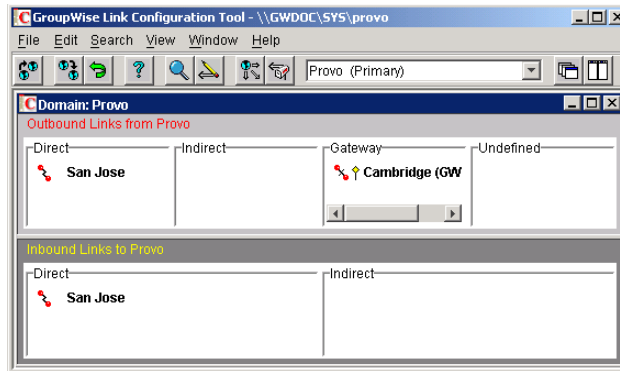 GroupWise Link Configuration Tool - \\GWDOC\SYS\provo
File Edit Search View Window Help
Provo (Primary)
Domain: Provo
Outbound Links from Provo
Direct Indirect Gateway Undefined
San Jose Cambridge (GW
Inbound Links to Provo
Direct Indirect
San Jose